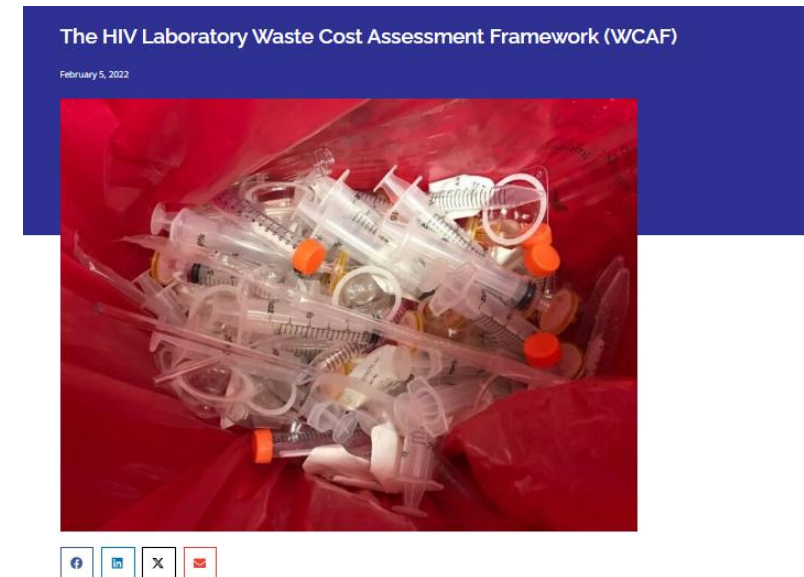 The HIV Laboratory Waste Cost Assessment Framework (WCAF)
February 5, 2022